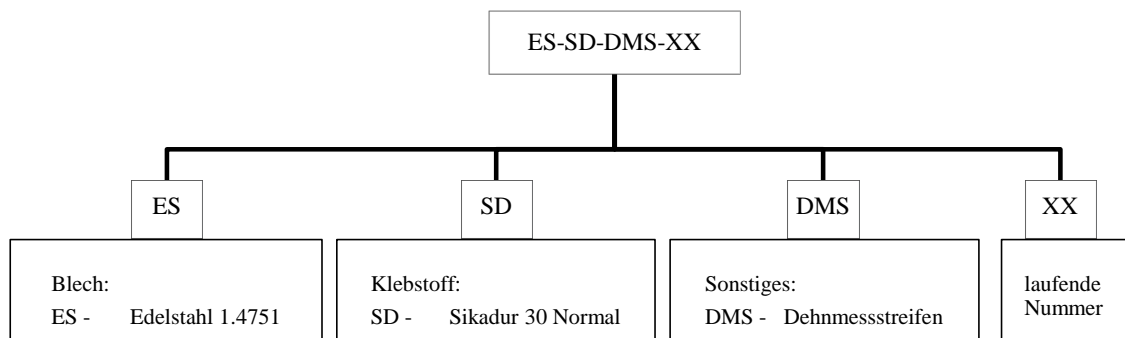 ES-SD-DMS-XX
ES
SD
DMS
XX
Blech:
ES - Edelstahl 1.4751
Klebstoff:
SD - Sikadur 30 Normal
Sonstiges:
DMS - Dehnmessstreifen
laufende
Nummer